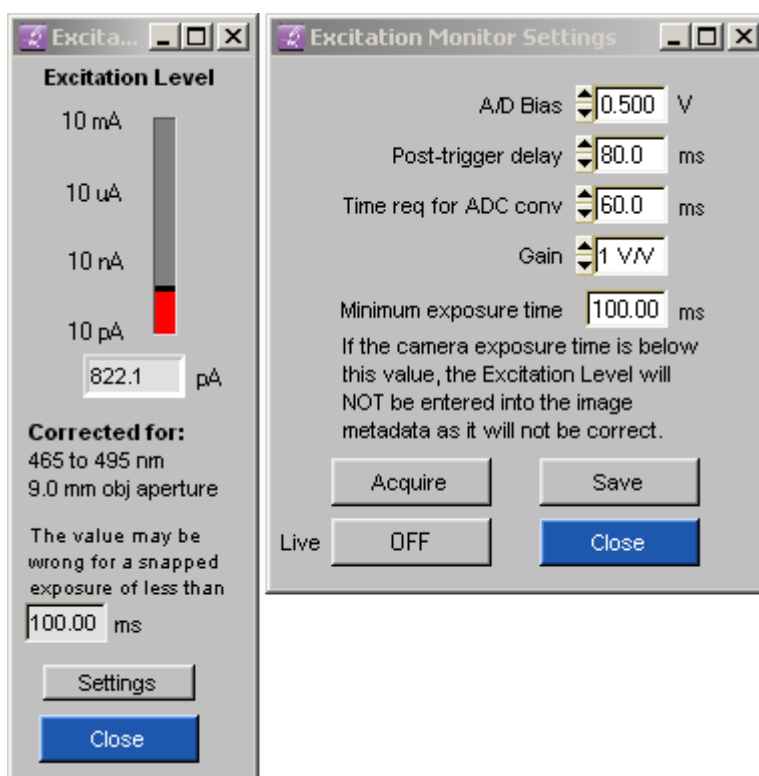 Excita...
Excitation Level
10 mA
10 uA
10 nA
10 pA
822.1 pA
Corrected for:
465 to 495 nm
9.0 mm obj aperture
The value may be
wrong for a snapped
exposure of less than
100.00 ms
Settings
Close
Excitation Monitor Settings
A/D Bias 0.500 V
Post-trigger delay 80.0 ms
Time req for ADC conv 60.0 ms
Gain 1 V/V
Minimum exposure time 100.00 ms
If the camera exposure time is below
this value, the Excitation Level will
NOT be entered into the image
metadata as it will not be correct.
Acquire Save
Live OFF Close